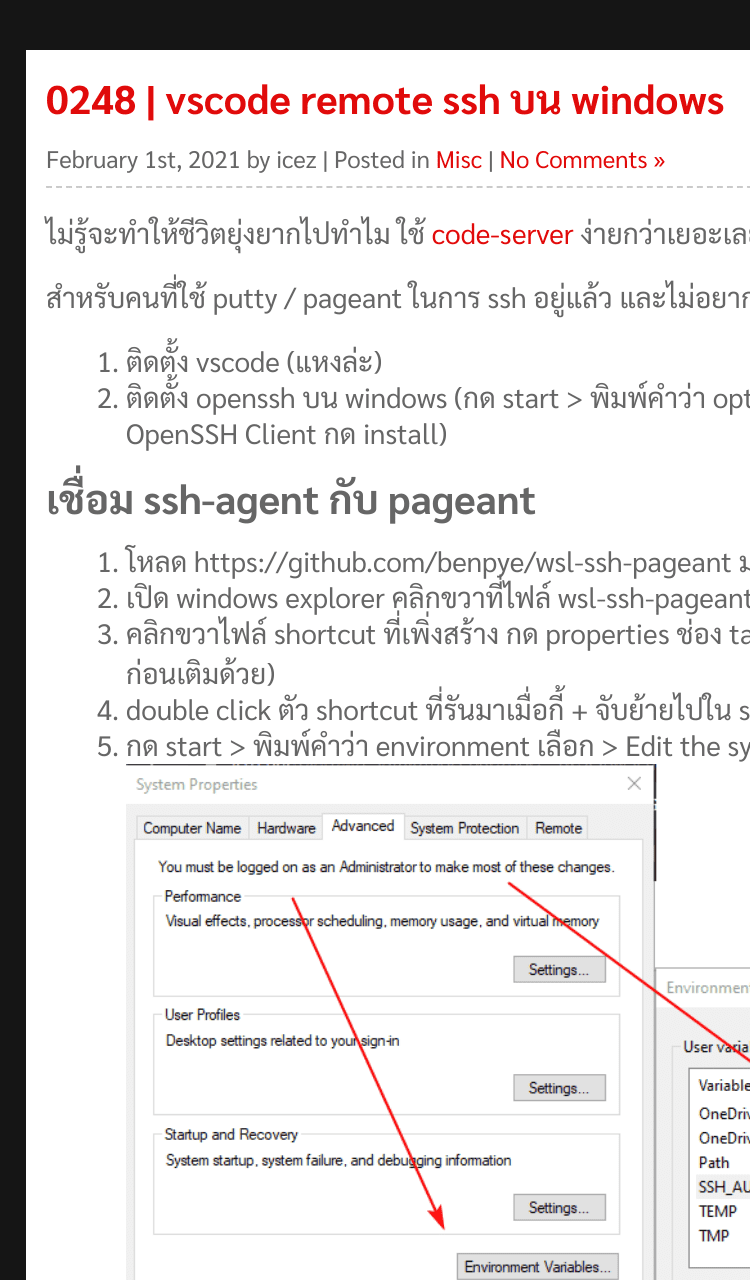 0248 | vscode remote ssh บน windows
February 1st, 2021 by icez | Posted in Misc | No Comments »
ไม่รู้จะทำให้ชีวิตยุ่งยากไปทำไม ใช้ code-server ง่ายกว่าเยอะเลย
สำหรับคนที่ใช้ putty / pageant ในการ ssh อยู่แล้ว และไม่อยาก
1. ติดตั้ง vscode (แหงล่ะ)
2. ติดตั้ง openssh บน windows (กด start > พิมพ์คำว่า opt
OpenSSH Client กด install)
เชื่อม ssh-agent กับ pageant
1. โหลด https://github.com/benpye/wsl-ssh-pageant
2. เปิด windows explorer คลิกขวาที่ไฟล์ wsl-ssh-pageant
3. คลิกขวาไฟล์ shortcut ที่เพิ่งสร้าง กด properties ช่อง ta
ก่อนเติมด้วย)
4. double click ตัว shortcut ที่รันมาเมื่อกี้ + จับย้ายไปใน s
5. กด start > พิมพ์คำว่า environment เลือก > Edit the sy
System Properties
Computer Name Hardware Advanced System Protection Remote
You must be logged on as an Administrator to make most of these changes.
Performance
Visual effects, processor scheduling, memory usage, and virtual memory
Settings...
Environment
User Profiles
Desktop settings related to your sign-in
User varia
Settings...
Variable
OneDriv
OneDriv
Startup and Recovery
System startup, system failure, and debugging information
Path
SSH_AU
Settings...
TEMP
TMP
Environment Variables...